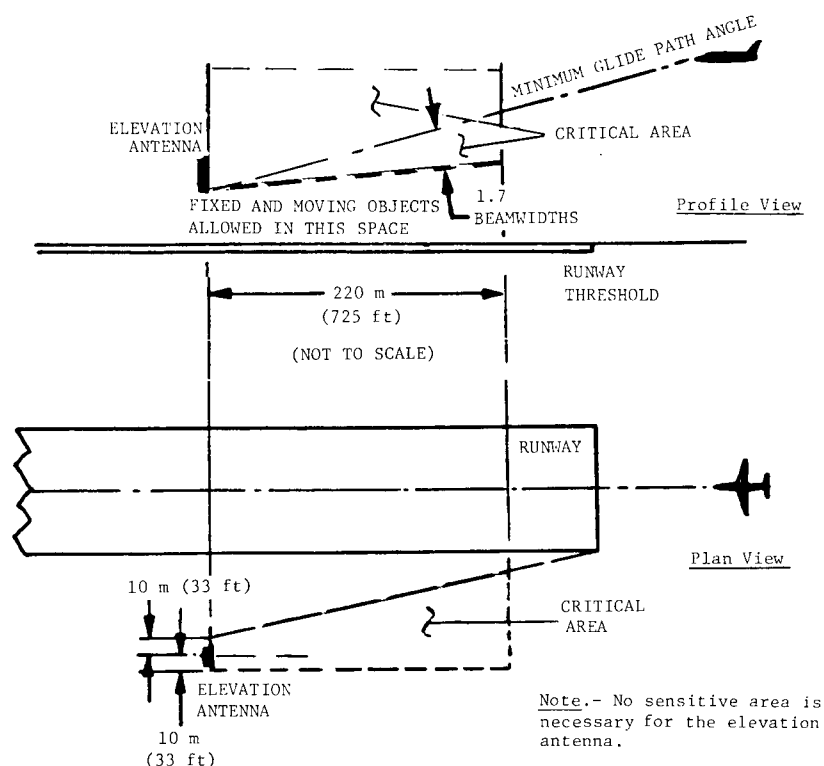 MINIMUM GLIDE PATH ANGLE
ELEVATION
ANTENNA
CRITICAL AREA
FIXED AND MOVING OBJECTS
ALLOWED IN THIS SPACE
1.7
BEAMWIDTHS
Profile View
RUNWAY
THRESHOLD
220 m
(725 ft)
(NOT TO SCALE)
RUNWAY
Plan View
10 m (33 ft)
CRITICAL
AREA
ELEVATION
ANTENNA
10 m
(33 ft)
Note.- No sensitive area is
necessary for the elevation
antenna.